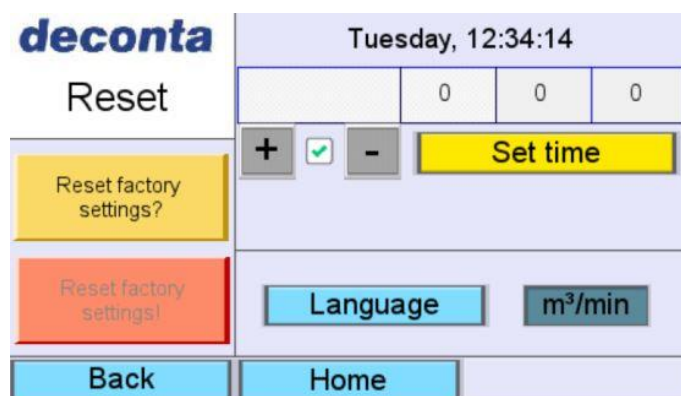 deconta
Tuesday, 12:34:14
Reset
0 0 0
+ -
Set time
Reset factory
settings?
Reset factory
settings!
Language
m³/min
Back
Home